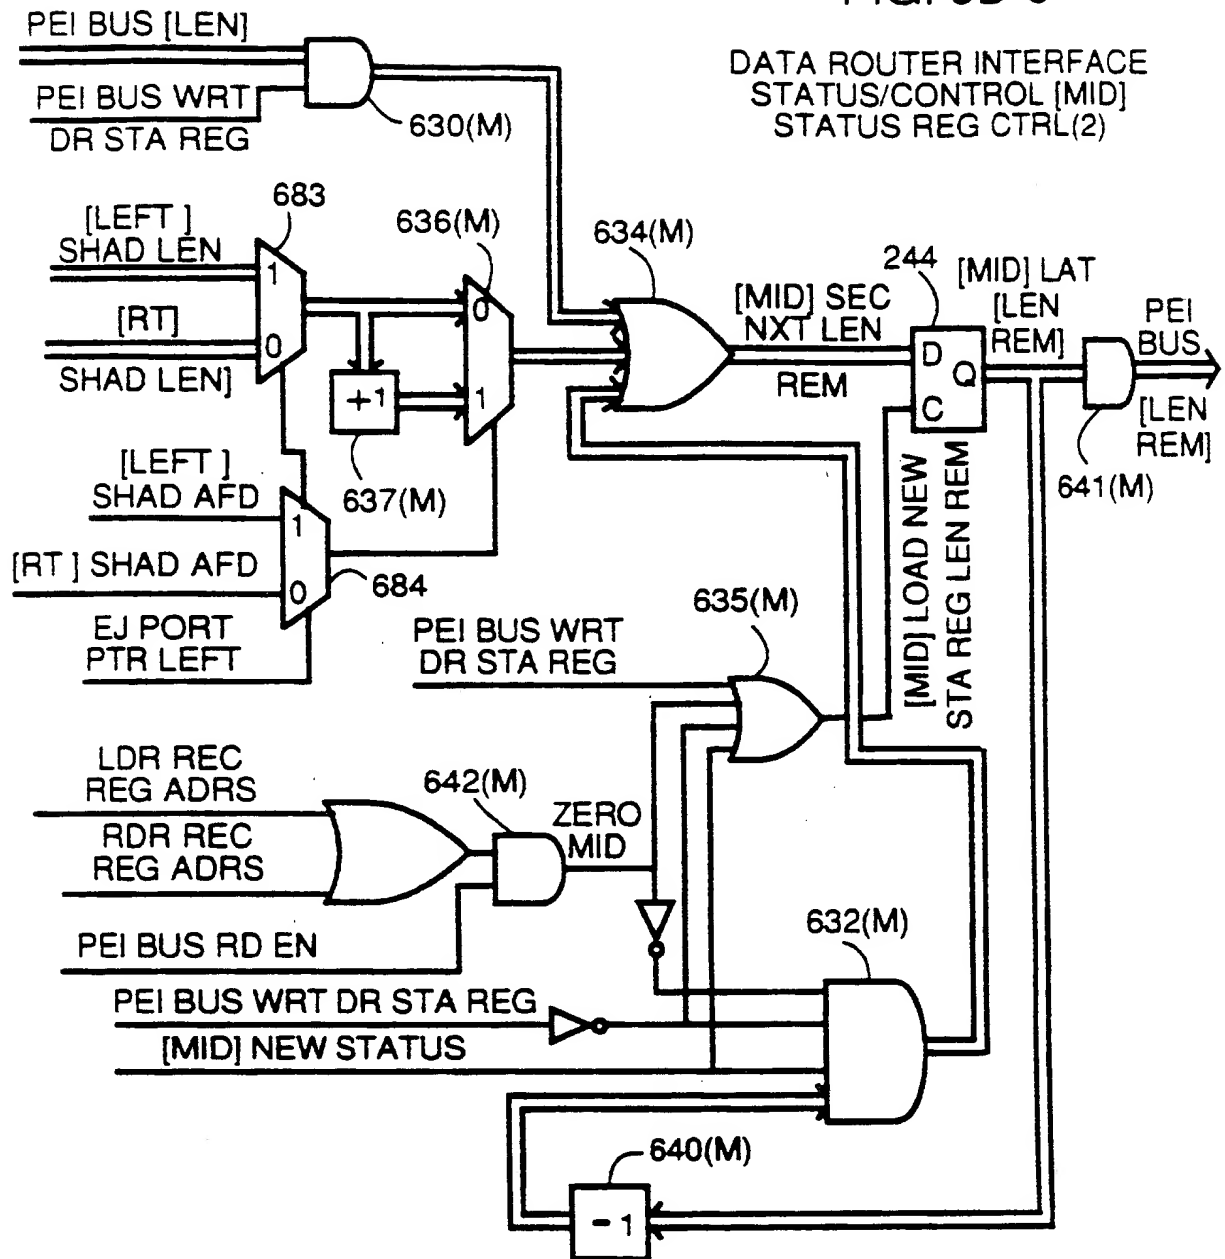 PEI BUS [LEN]
PEI BUS WRT
DR STA REG
630(M)
DATA ROUTER INTERFACE
STATUS/CONTROL [MID]
STATUS REG CTRL(2)
683
[LEFT ]
SHAD LEN
1
[RT]
0
SHAD LEN]
636(M)
0
1
+1
637(M)
634(M)
[MID] SEC
NXT LEN
REM
244
D
Q
C
[MID] LAT
[LEN
REM]
PEI
BUS
[LEN
REM]
641(M)
[LEFT ]
SHAD AFD
1
[RT ] SHAD AFD
0
684
EJ PORT
PTR LEFT
[MID] LOAD NEW
STA REG LEN REM
635(M)
PEI BUS WRT
DR STA REG
LDR REC
REG ADRS
RDR REC
REG ADRS
642(M)
ZERO
MID
PEI BUS RD EN
632(M)
PEI BUS WRT DR STA REG
[MID] NEW STATUS
640(M)
- 1